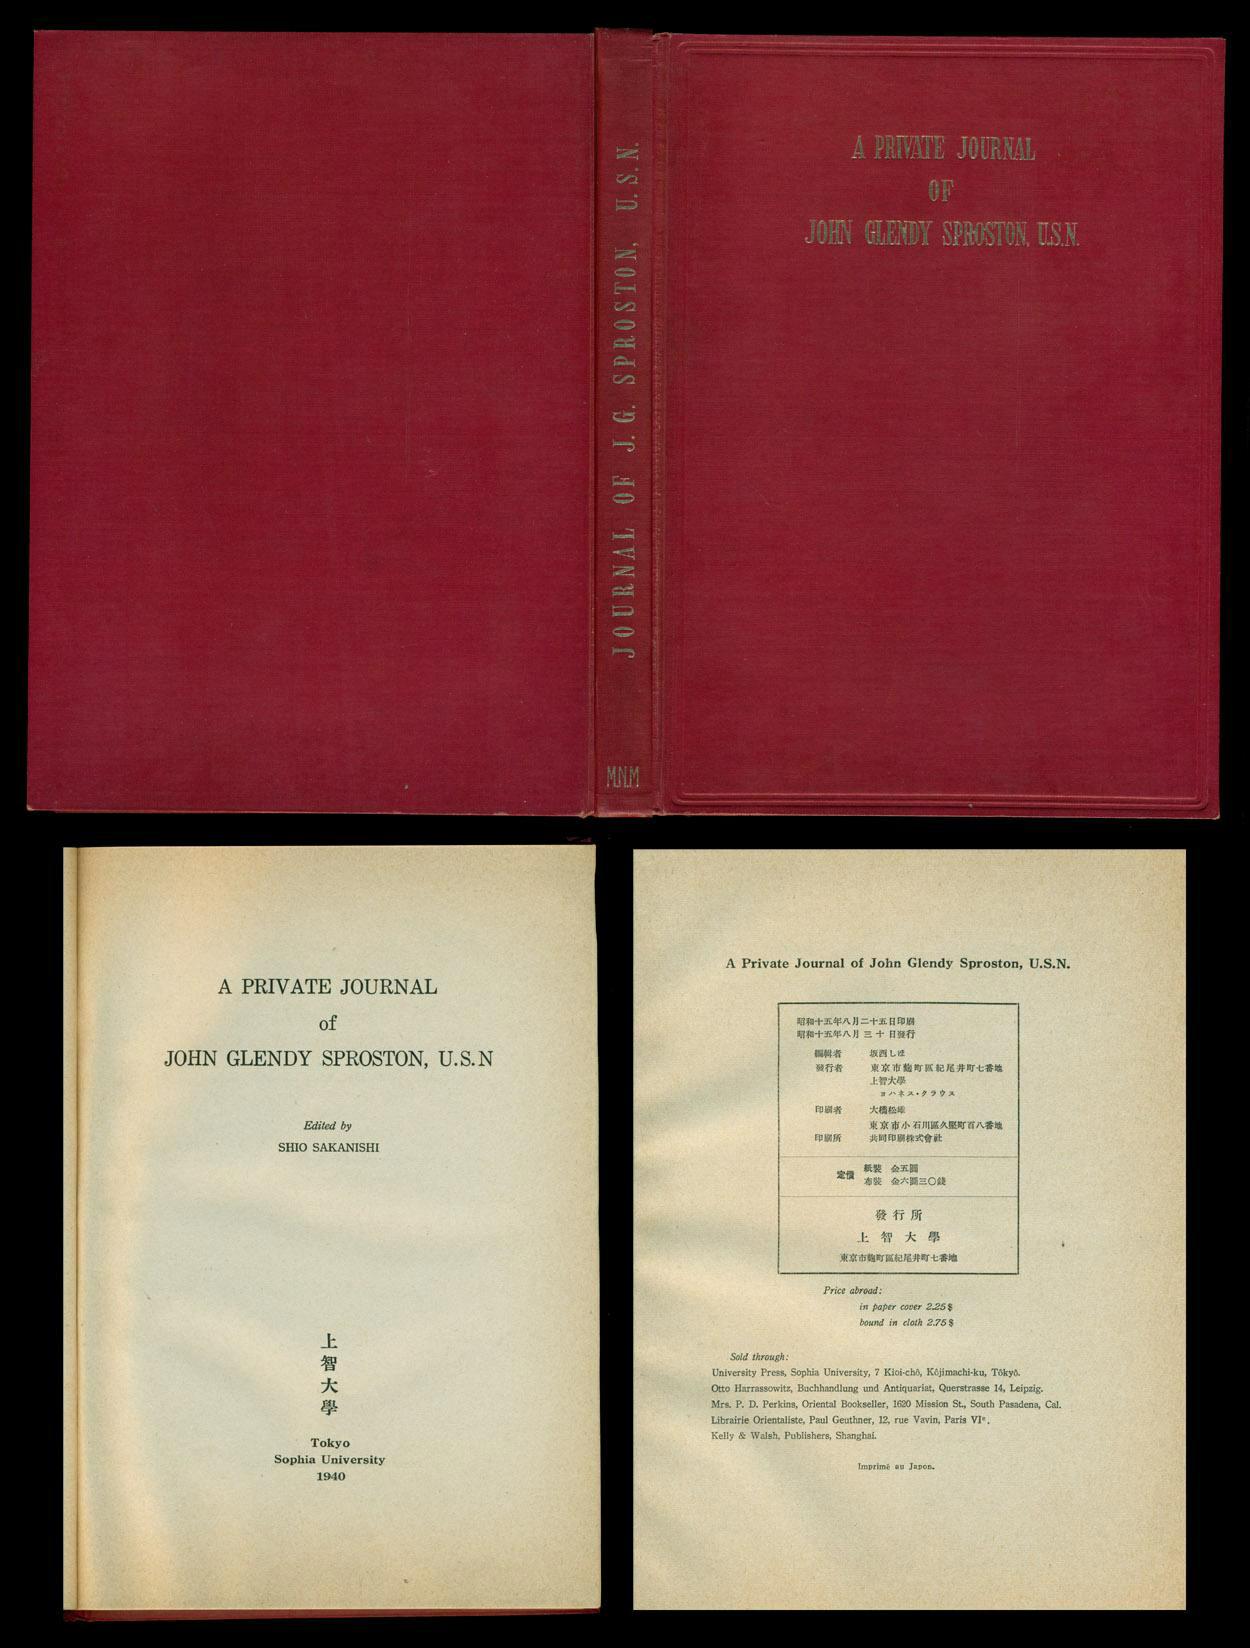 A PRIVATE JOURNAL
OF
JOHN GLENDY SPROSTON, U.S.N.
JOURNAL OF J. G. SPROSTON, U.S.N.
M.N.M
A PRIVATE JOURNAL
of
JOHN GLENDY SPROSTON, U.S.N
Edited by
SHIO SAKANISHI
上
智
大
學
Tokyo
Sophia University
1940
A Private Journal of John Glendy Sproston, U.S.N.
昭和十五年八月二十五日印刷
昭和十五年八月三十日發行
編輯者 坂西しほ
發行者 東京市麴町區紀尾井町七番地
上智大學
ヨハネス・クラウス
印刷者 大橋松雄
東京市小石川區久堅町百八番地
印刷所 共同印刷株式會社
定價 紙裝 金五圓
布裝 金六圓三〇錢
發行所
上智大學
東京市麴町區紀尾井町七番地
Price abroad:
in paper cover 2.25 $
bound in cloth 2.75 $
Sold through:
University Press, Sophia University, 7 Kioi-chō, Kōjimachi-ku, Tōkyō.
Otto Harrassowitz, Buchhandlung und Antiquariat, Querstrasse 14, Leipzig.
Mrs. P. D. Perkins, Oriental Bookseller, 1620 Mission St., South Pasadena, Cal.
Librairie Orientaliste, Paul Geuthner, 12, rue Vavin, Paris VIe.
Kelly & Walsh, Publishers, Shanghai.
Imprimé au Japon.